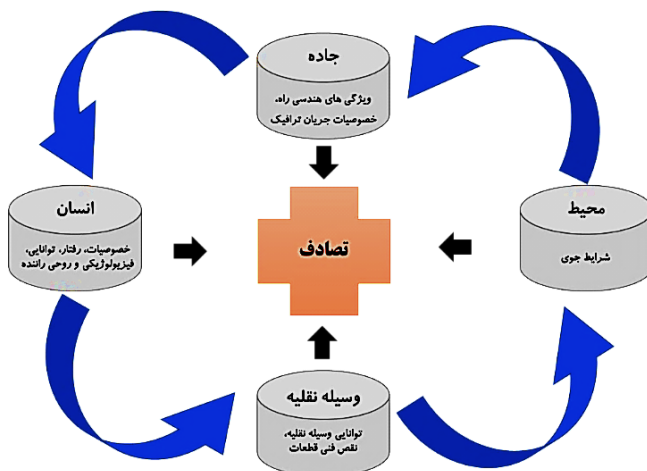 جاده
ویژگی های هندسی راه،
خصوصیات جریان ترافیک
انسان
خصوصیات، رفتار، توانایی،
فیزیولوژیکی و روحی راننده
تصادف
محیط
شرایط جوی
وسیله نقلیه
توانایی وسیله نقلیه،
نقص فنی قطعات